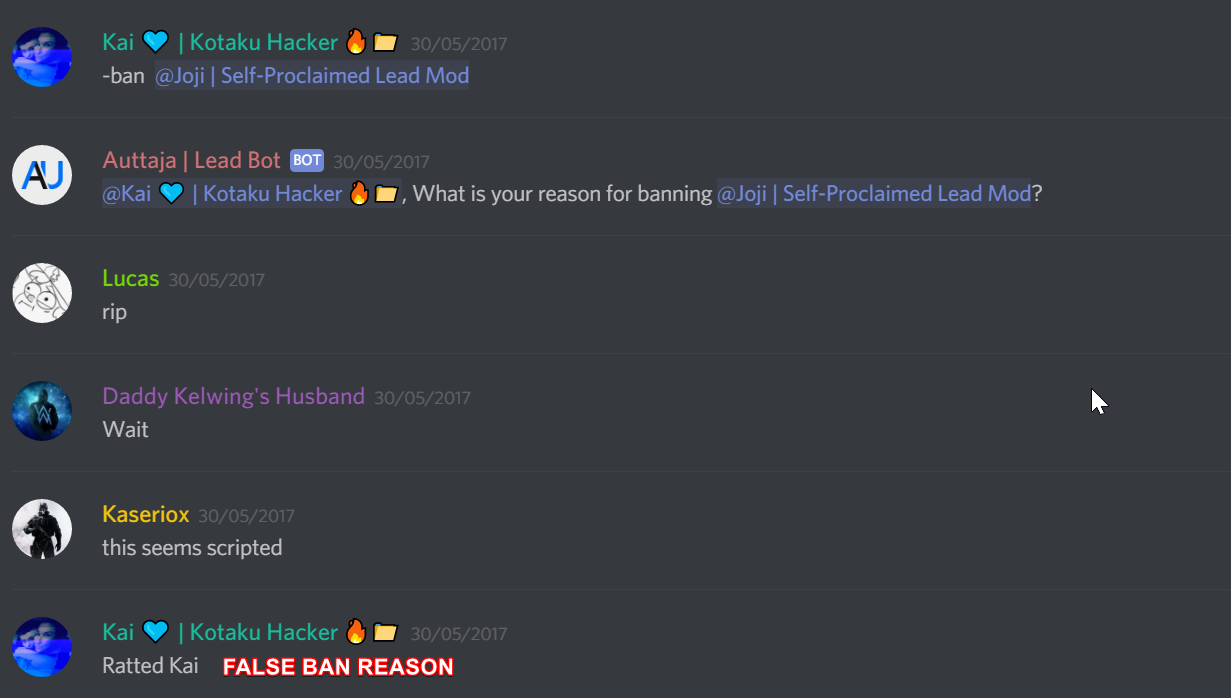 Kai 💙 | Kotaku Hacker 🔥📁 30/05/2017
-ban @Joji | Self-Proclaimed Lead Mod
AU
Auttaja | Lead Bot BOT 30/05/2017
@Kai 💙 | Kotaku Hacker 🔥📁, What is your reason for banning @Joji | Self-Proclaimed Lead Mod?
Lucas 30/05/2017
rip
Daddy Kelwing's Husband 30/05/2017
Wait
Kaseriox 30/05/2017
this seems scripted
Kai 💙 | Kotaku Hacker 🔥📁 30/05/2017
Ratted Kai FALSE BAN REASON